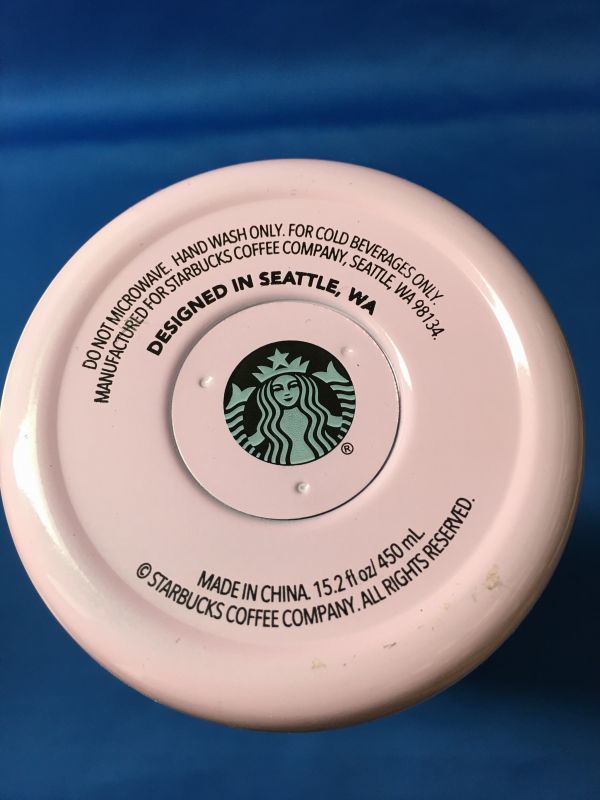 DO NOT MICROWAVE. HAND WASH ONLY. FOR COLD BEVERAGES ONLY.
MANUFACTURED FOR STARBUCKS COFFEE COMPANY, SEATTLE, WA 98134.
DESIGNED IN SEATTLE, WA
®
MADE IN CHINA. 15.2 fl oz/ 450 mL
© STARBUCKS COFFEE COMPANY. ALL RIGHTS RESERVED.